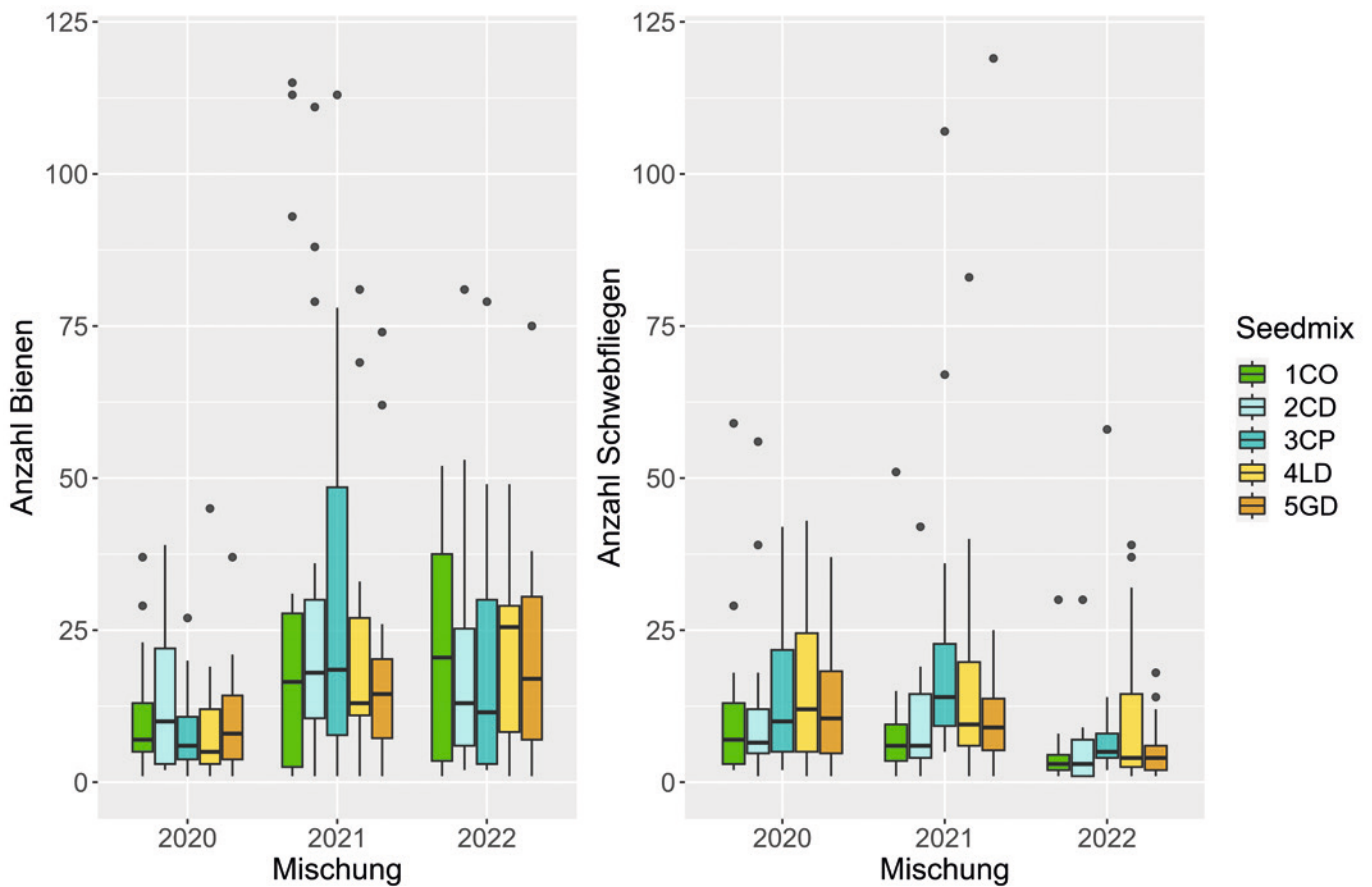 Anzahl Bienen
125
100
75
50
25
0
2020 2021 2022
Mischung
Anzahl Schwebfliegen
125
100
75
50
25
0
2020 2021 2022
Mischung
Seedmix
1CO
2CD
3CP
4LD
5GD